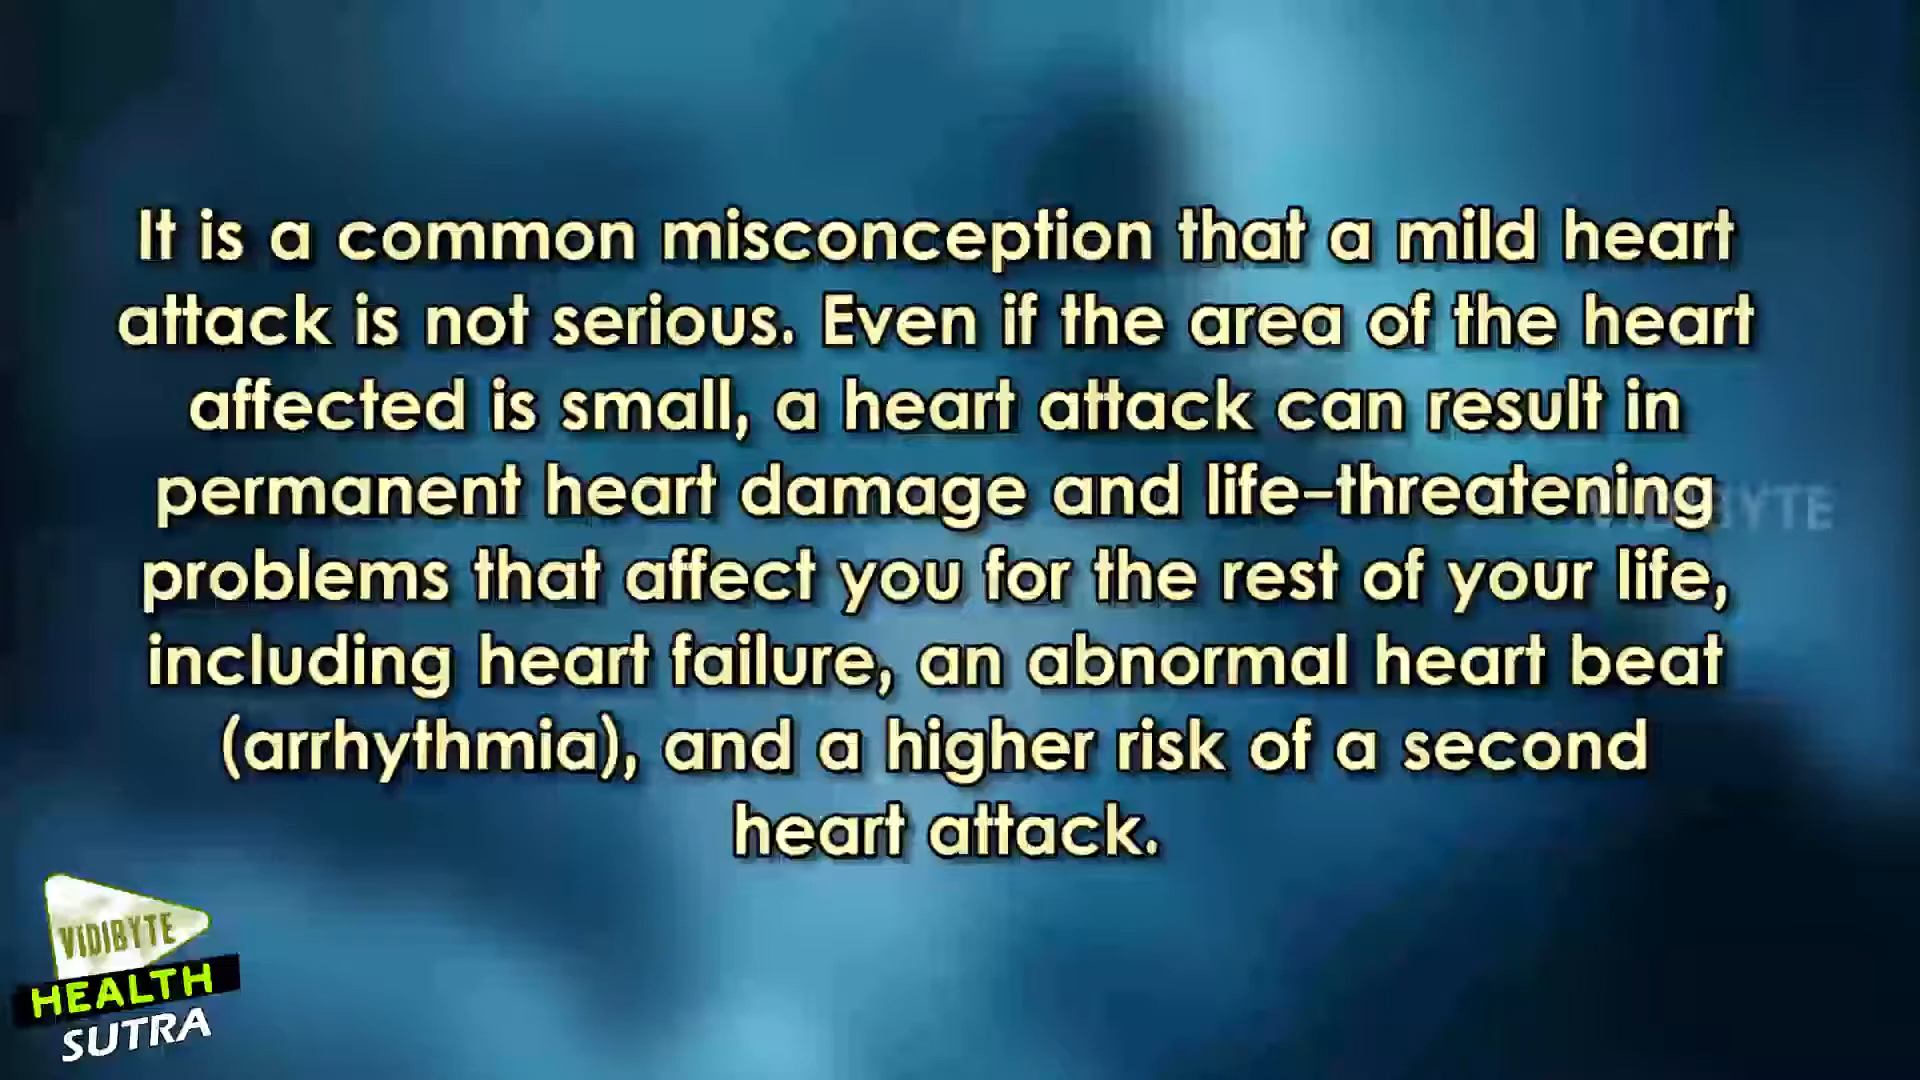 It is a common misconception that a mild heart
attack is not serious. Even if the area of the heart
affected is small, a heart attack can result in
permanent heart damage and life-threatening
problems that affect you for the rest of your life,
including heart failure, an abnormal heart beat
(arrhythmia), and a higher risk of a second
heart attack.
VIDIBYTE
VIDIBYTE
HEALTH
SUTRA